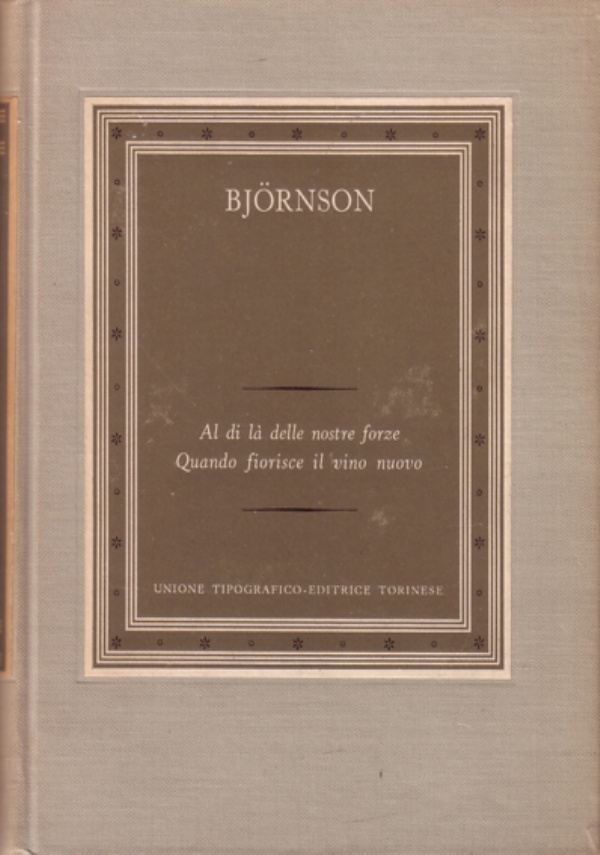 BJÖRNSON
Al di là delle nostre forze
Quando fiorisce il vino nuovo
UNIONE TIPOGRAFICO-EDITRICE TORINESE